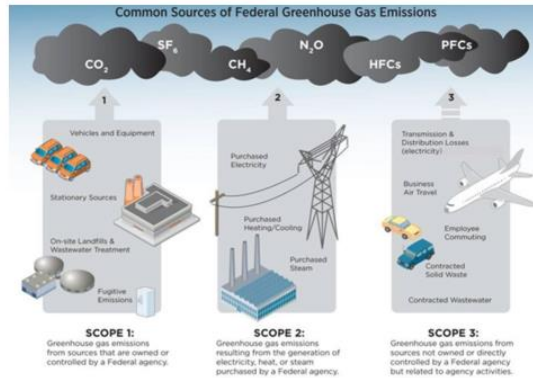 Common Sources of Federal Greenhouse Gas Emissions
CO2
SF6
CH4
N2O
HFCs
PFCs
1
Vehicles and Equipment
Stationary Sources
On-site Landfills &
Wastewater Treatment
Fugitive
Emissions
2
Purchased
Electricity
Purchased
Heating/Cooling
Purchased
Steam
3
Transmission &
Distribution Losses
(electricity)
Business
Air Travel
Employee
Commuting
Contracted
Solid Waste
Contracted Wastewater
SCOPE 1:
Greenhouse gas emissions
from sources that are owned or
controlled by a Federal agency.
SCOPE 2:
Greenhouse gas emissions
resulting from the generation of
electricity, heat, or steam
purchased by a Federal agency.
SCOPE 3:
Greenhouse gas emissions from
sources not owned or directly
controlled by a Federal agency
but related to agency activities.